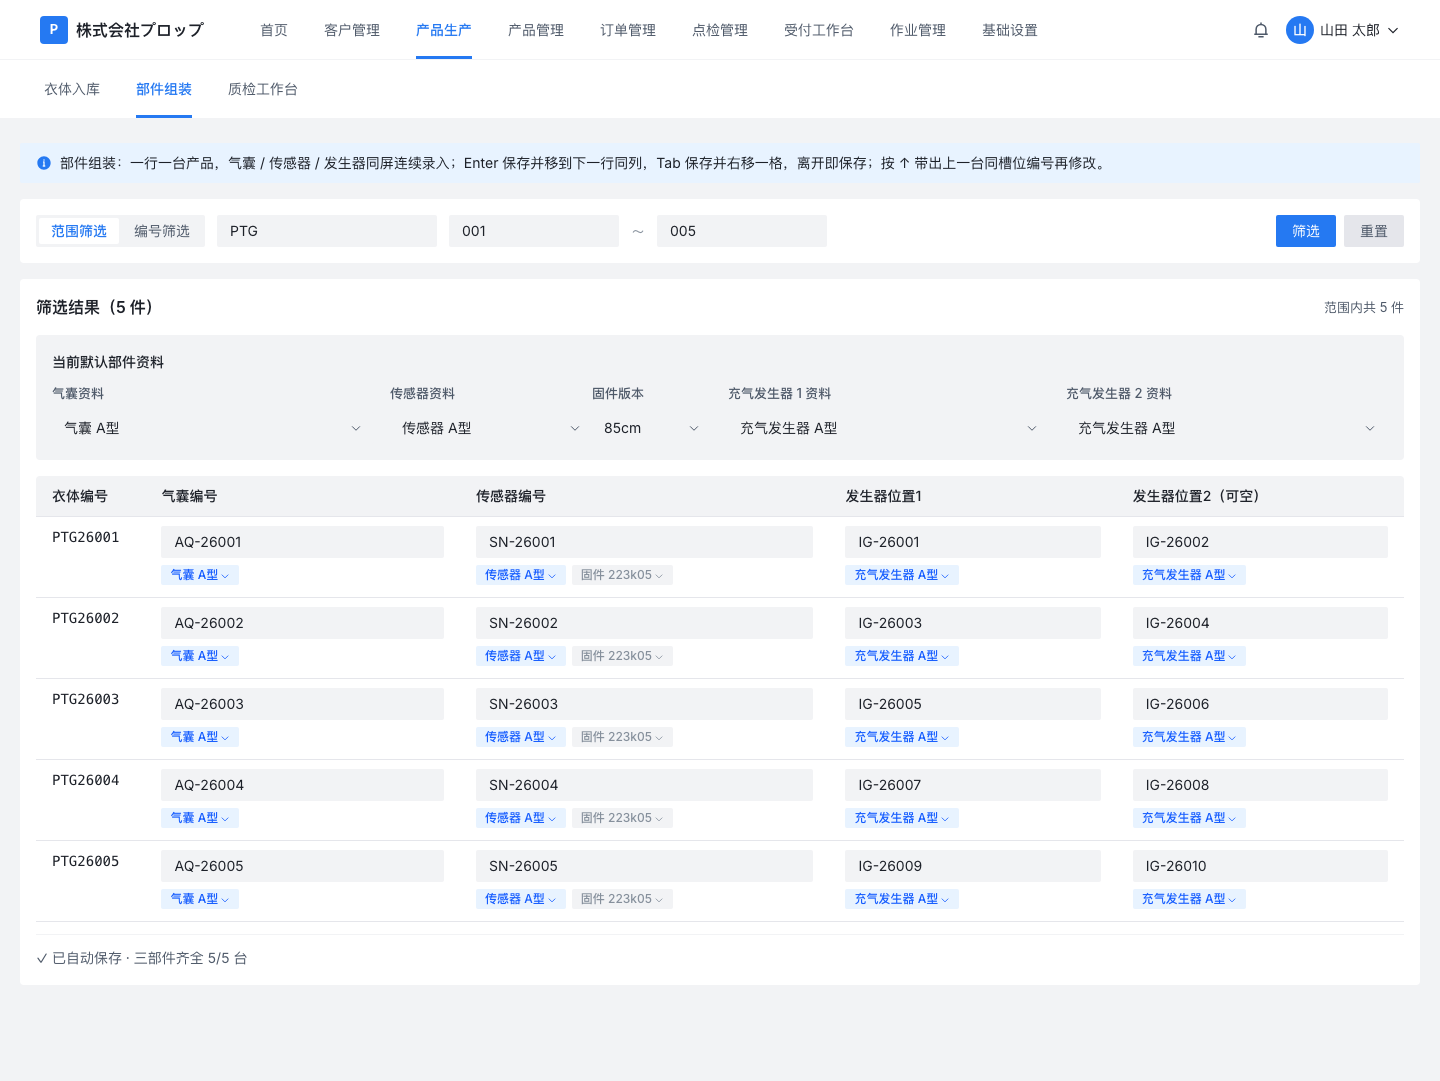 P 株式会社プロップ 首页 客户管理 产品生产 产品管理 订单管理 点检管理 受付工作台 作业管理 基础设置 山 山田 太郎
衣体入库 部件组装 质检工作台
部件组装：一行一台产品，气囊 / 传感器 / 发生器同屏连续录入；Enter 保存并移到下一行同列，Tab 保存并右移一格，离开即保存；按 ↑ 带出上一台同槽位编号再修改。
范围筛选 编号筛选 PTG 001 ～ 005 筛选 重置
筛选结果（5 件） 范围内共 5 件
当前默认部件资料
气囊资料 传感器资料 固件版本 充气发生器 1 资料 充气发生器 2 资料
气囊 A型 传感器 A型 85cm 充气发生器 A型 充气发生器 A型
衣体编号 气囊编号 传感器编号 发生器位置1 发生器位置2（可空）
PTG26001 AQ-26001 SN-26001 IG-26001 IG-26002
气囊 A型 传感器 A型 固件 223k05 充气发生器 A型 充气发生器 A型
PTG26002 AQ-26002 SN-26002 IG-26003 IG-26004
气囊 A型 传感器 A型 固件 223k05 充气发生器 A型 充气发生器 A型
PTG26003 AQ-26003 SN-26003 IG-26005 IG-26006
气囊 A型 传感器 A型 固件 223k05 充气发生器 A型 充气发生器 A型
PTG26004 AQ-26004 SN-26004 IG-26007 IG-26008
气囊 A型 传感器 A型 固件 223k05 充气发生器 A型 充气发生器 A型
PTG26005 AQ-26005 SN-26005 IG-26009 IG-26010
气囊 A型 传感器 A型 固件 223k05 充气发生器 A型 充气发生器 A型
✓ 已自动保存 · 三部件齐全 5/5 台